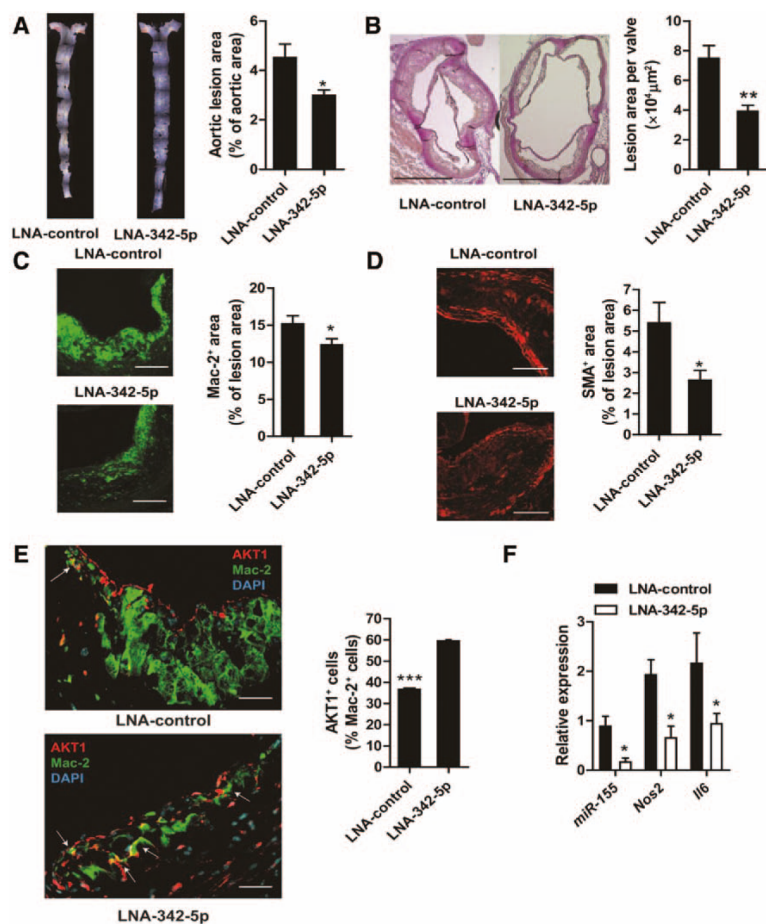 A
Aortic lesion area
(% of aortic area)
6
4
2
0
*
LNA-control
LNA-342-5p
LNA-control
LNA-342-5p
B
Lesion area per valve
(×10⁴μm²)
10
8
6
4
2
0
**
LNA-control
LNA-342-5p
LNA-control
LNA-342-5p
C
LNA-control
LNA-342-5p
Mac-2⁺ area
(% of lesion area)
20
15
10
5
0
*
LNA-control
LNA-342-5p
D
LNA-control
LNA-342-5p
SMA⁺ area
(% of lesion area)
7
6
5
4
3
2
1
0
*
LNA-control
LNA-342-5p
E
AKT1
Mac-2
DAPI
LNA-control
AKT1
Mac-2
DAPI
LNA-342-5p
AKT1⁺ cells
(% Mac-2⁺ cells)
70
60
50
40
30
20
10
0
***
LNA-control
LNA-342-5p
F
LNA-control
LNA-342-5p
Relative expression
3
2
1
0
*
*
*
miR-155
Nos2
Il6